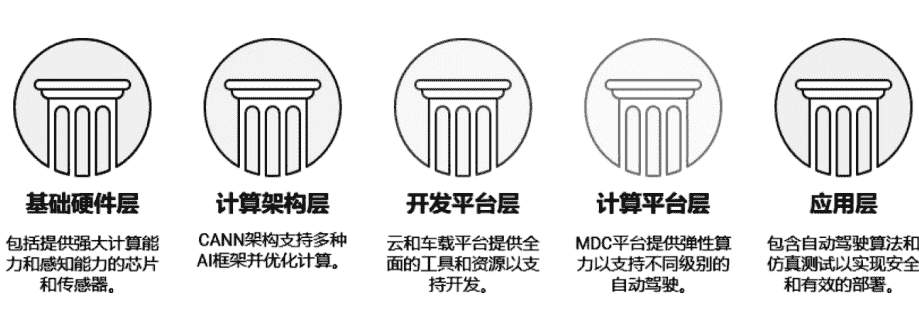 基础硬件层
包括提供强大计算能
力和感知能力的芯片
和传感器。
计算架构层
CANN架构支持多种
AI框架并优化计算。
开发平台层
云和车载平台提供全
面的工具和资源以支
持开发。
计算平台层
MDC平台提供弹性算
力以支持不同级别的
自动驾驶。
应用层
包含自动驾驶算法和
仿真测试以实现安全
和有效的部署。